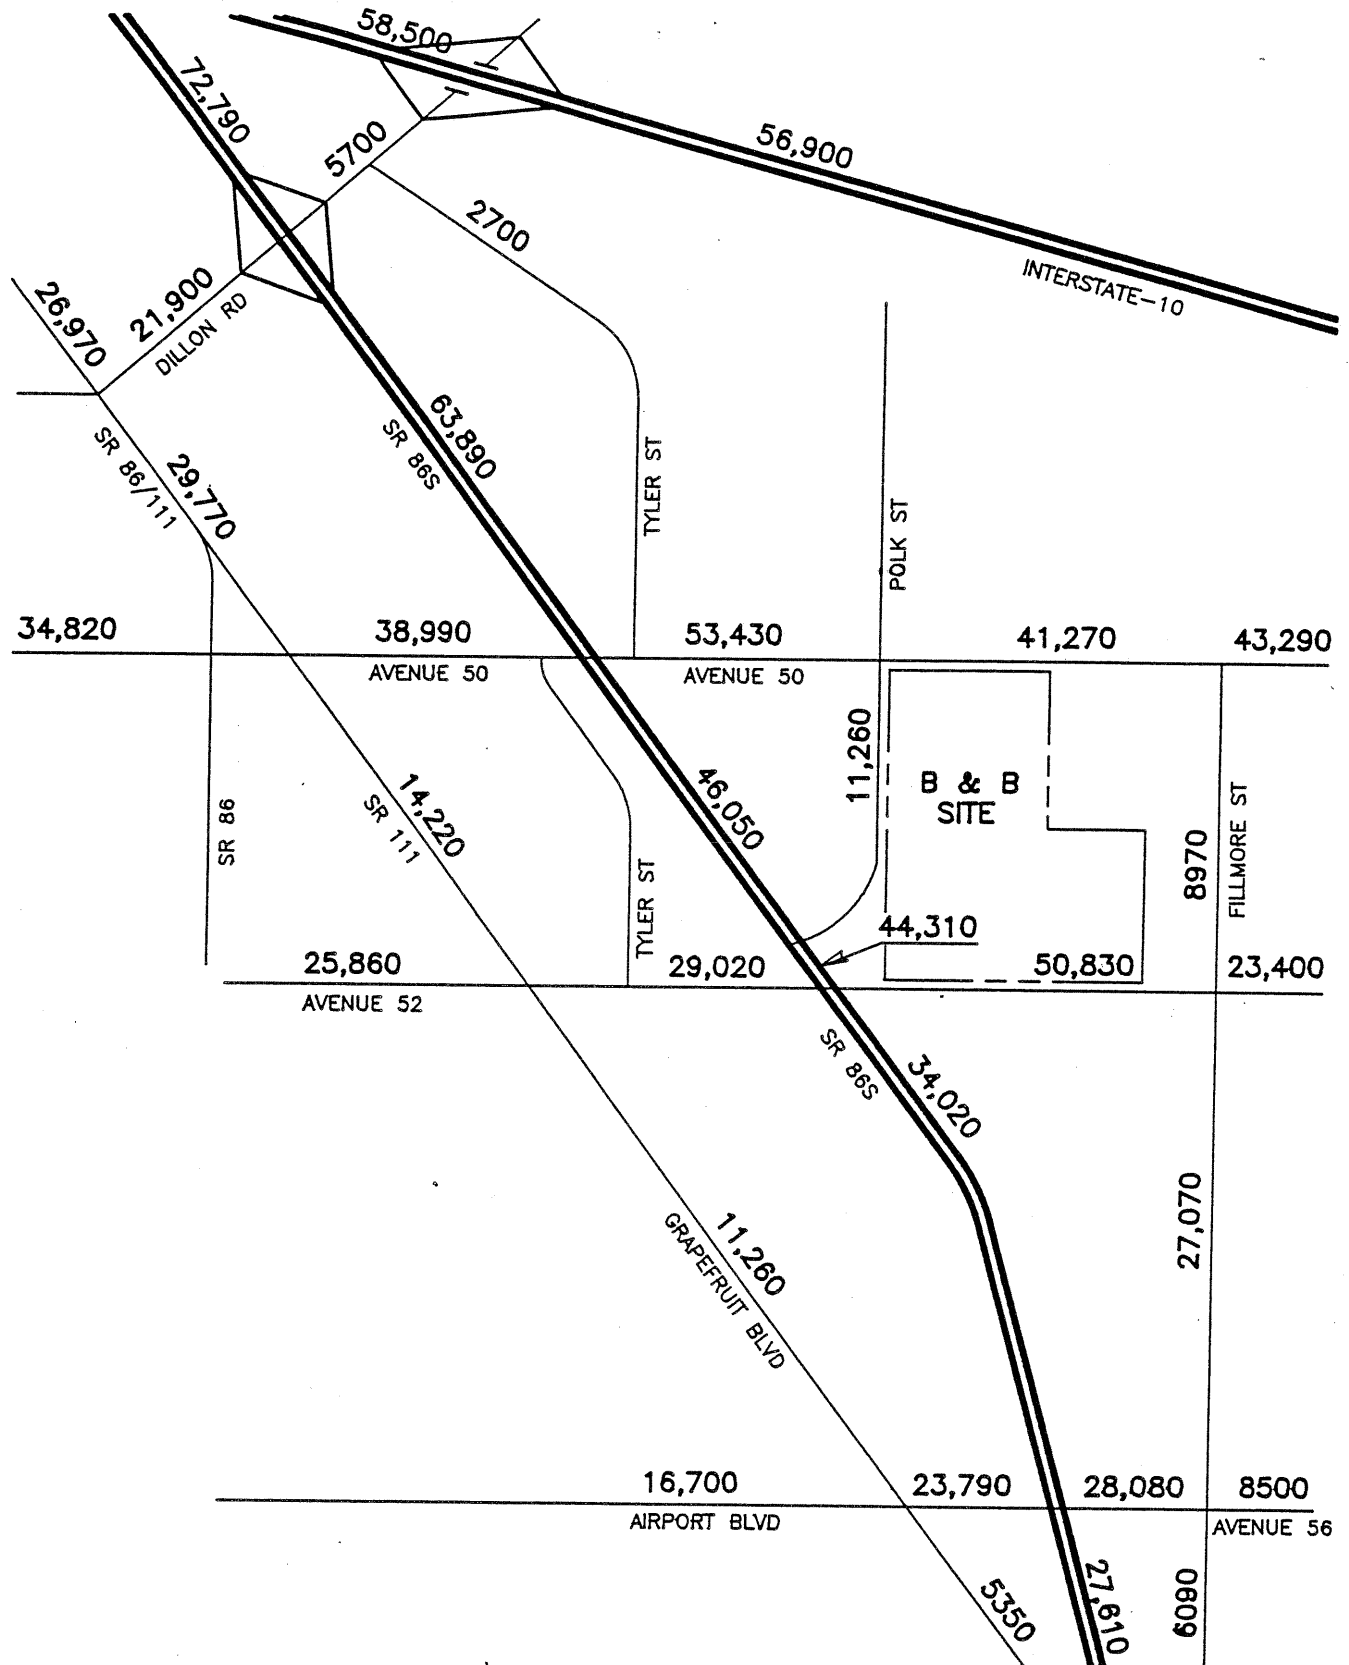 58,500
72,790
56,900
5700
2700
INTERSTATE-10
21,900
DILLON RD
26,970
63,890
SR 86S
SR 86/111
29,770
TYLER ST
POLK ST
34,820
38,990
53,430
41,270
43,290
AVENUE 50
AVENUE 50
11,260
B & B
SITE
46,050
14,220
SR 111
SR 86
8970
FILLMORE ST
TYLER ST
44,310
25,860
29,020
50,830
23,400
AVENUE 52
SR 86S
34,020
27,070
11,260
GRAPEFRUIT BLVD
16,700
23,790
28,080
8500
AIRPORT BLVD
AVENUE 56
5350
27,610
6090